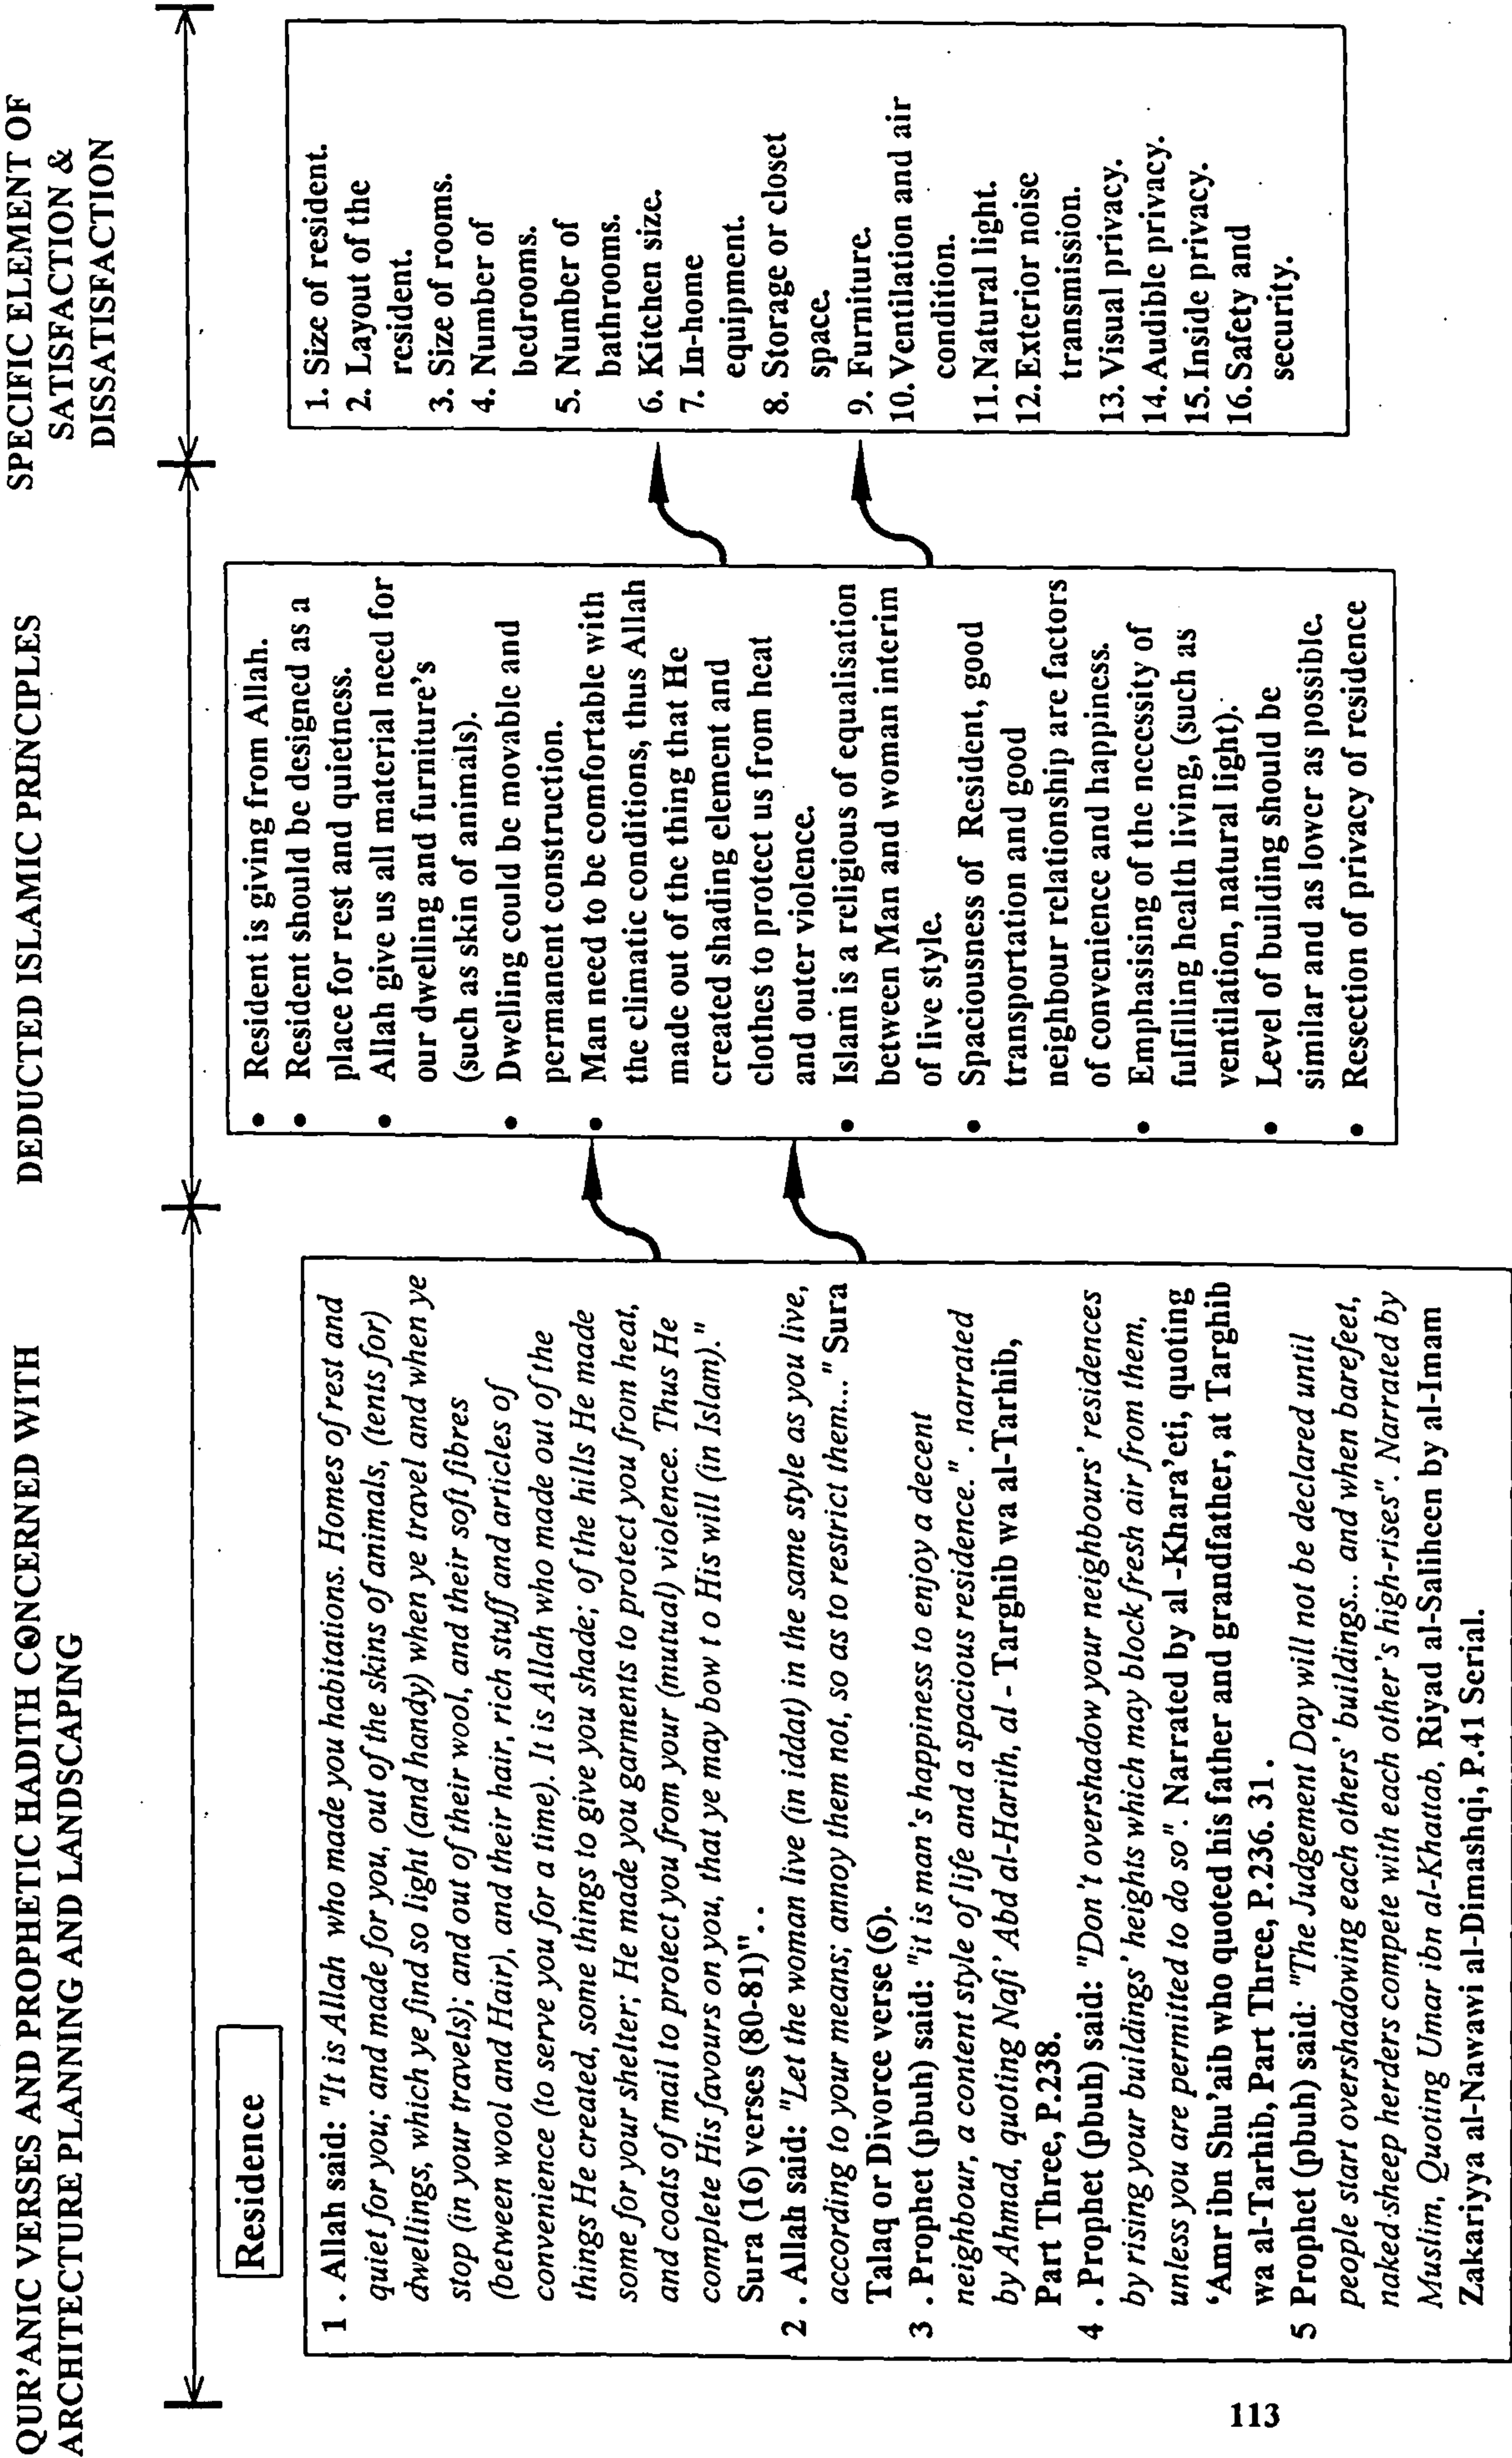 QUR'ANIC VERSES AND PROPHETIC HADITH CONCERNED WITH
ARCHITECTURE PLANNING AND LANDSCAPING
Residence
1 . Allah said: "It is Allah who made you habitations. Homes of rest and
quiet for you; and made for you, out of the skins of animals, (tents for)
dwellings, which ye find so light (and handy) when ye travel and when ye
stop (in your travels); and out of their wool, and their soft fibres
(between wool and Hair), and their hair, rich stuff and articles of
convenience (to serve you for a time). It is Allah who made out of the
things He created, some things to give you shade; of the hills He made
some for your shelter; He made you garments to protect you from heat,
and coats of mail to protect you from your (mutual) violence. Thus He
complete His favours on you, that ye may bow t o His will (in Islam)."
Sura (16) verses (80-81)". .
2 . Allah said: "Let the woman live (in iddat) in the same style as you live,
according to your means; annoy them not, so as to restrict them..." Sura
Talaq or Divorce verse (6).
3 . Prophet (pbuh) said: "it is man's happiness to enjoy a decent
neighbour, a content style of life and a spacious residence." . narrated
by Ahmad, quoting Nafi' Abd al-Harith, al - Targhib wa al-Tarhib,
Part Three, P.238.
4 . Prophet (pbuh) said: "Don't overshadow your neighbours' residences
by rising your buildings' heights which may block fresh air from them,
unless you are permitted to do so". Narrated by al -Khara'eti, quoting
'Amr ibn Shu'aib who quoted his father and grandfather, at Targhib
wa al-Tarhib, Part Three, P.236. 31 .
5 Prophet (pbuh) said: "The Judgement Day will not be declared until
people start overshadowing each others' buildings... and when barefeet,
naked sheep herders compete with each other's high-rises". Narrated by
Muslim, Quoting Umar ibn al-Khattab, Riyad al-Saliheen by al-Imam
Zakariyya al-Nawawi al-Dimashqi, P.41 Serial.
DEDUCTED ISLAMIC PRINCIPLES
• Resident is giving from Allah.
• Resident should be designed as a
place for rest and quietness.
• Allah give us all material need for
our dwelling and furniture's
(such as skin of animals).
• Dwelling could be movable and
permanent construction.
• Man need to be comfortable with
the climatic conditions, thus Allah
made out of the thing that He
created shading element and
clothes to protect us from heat
and outer violence.
• Islam is a religious of equalisation
between Man and woman interim
of live style.
• Spaciousness of Resident, good
transportation and good
neighbour relationship are factors
of convenience and happiness.
• Emphasising of the necessity of
fulfilling health living, (such as
ventilation, natural light).
• Level of building should be
similar and as lower as possible.
• Resection of privacy of residence
SPECIFIC ELEMENT OF
SATISFACTION &
DISSATISFACTION
1. Size of resident.
2. Layout of the
resident.
3. Size of rooms.
4. Number of
bedrooms.
5. Number of
bathrooms.
6. Kitchen size.
7. In-home
equipment.
8. Storage or closet
space.
9. Furniture.
10. Ventilation and air
condition.
11. Natural light.
12. Exterior noise
transmission.
13. Visual privacy.
14. Audible privacy.
15. Inside privacy.
16. Safety and
security.
113